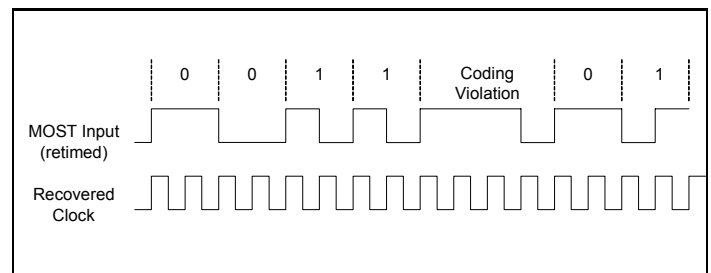 0 0 1 1 Coding Violation 0 1
MOST Input
(retimed)
Recovered
Clock